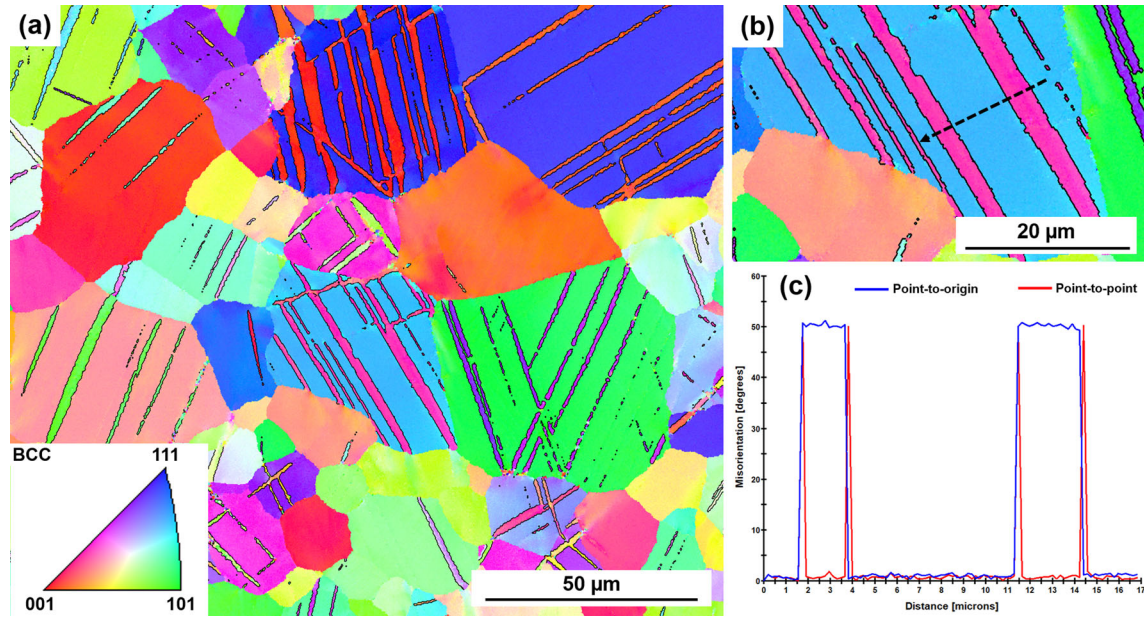 (a)
BCC
111
001
101
50 µm
(b)
20 µm
(c)
Point-to-origin
Point-to-point
Misorientation [degrees]
60
50
40
30
20
10
0
0 1 2 3 4 5 6 7 8 9 10 11 12 13 14 15 16 17
Distance [microns]